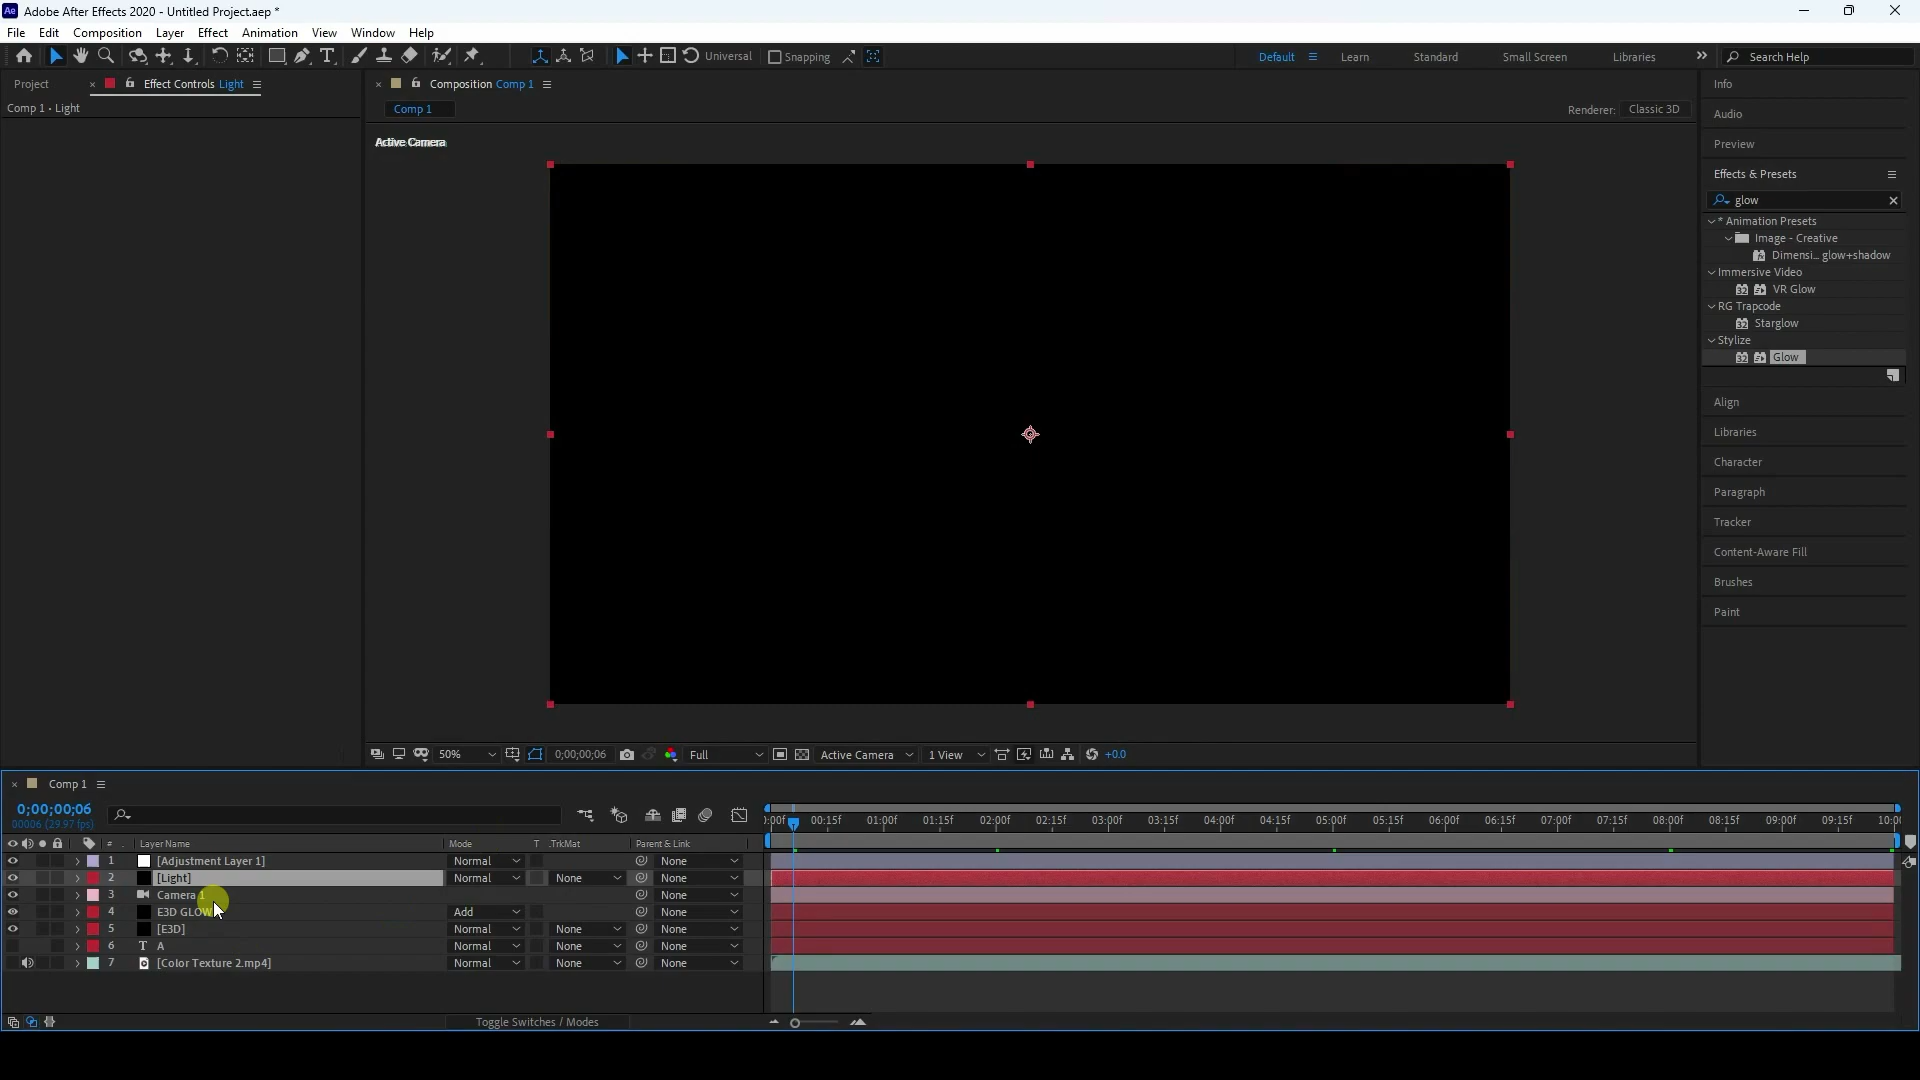 Adobe After Effects 2020 - Untitled Project.aep *
File Edit Composition Layer Effect Animation View Window Help
Universal Snapping Default Learn Standard Small Screen Libraries Search Help
Project Effect Controls Light
Comp 1 • Light
Composition Comp 1
Comp 1
Renderer: Classic 3D
Active Camera
Info
Audio
Preview
Effects & Presets
glow
* Animation Presets
Image - Creative
Dimensi... glow+shadow
Immersive Video
32 VR Glow
RG Trapcode
32 Starglow
Stylize
32 Glow
Align
Libraries
Character
Paragraph
Tracker
Content-Aware Fill
Brushes
Paint
50% 0;00;00;06 Full Active Camera 1 View +0.0
Comp 1
0;00;00;06
00006 (29.97 fps)
:00f 00:15f 01:00f 01:15f 02:00f 02:15f 03:00f 03:15f 04:00f 04:15f 05:00f 05:15f 06:00f 06:15f 07:00f 07:15f 08:00f 08:15f 09:00f 09:15f 10:0
# Layer Name Mode T .TrkMat Parent & Link
1 [Adjustment Layer 1] Normal None
2 [Light] Normal None None
3 Camera 1 None
4 E3D GLOW Add None
5 [E3D] Normal None None
6 T A Normal None None
7 [Color Texture 2.mp4] Normal None None
Toggle Switches / Modes